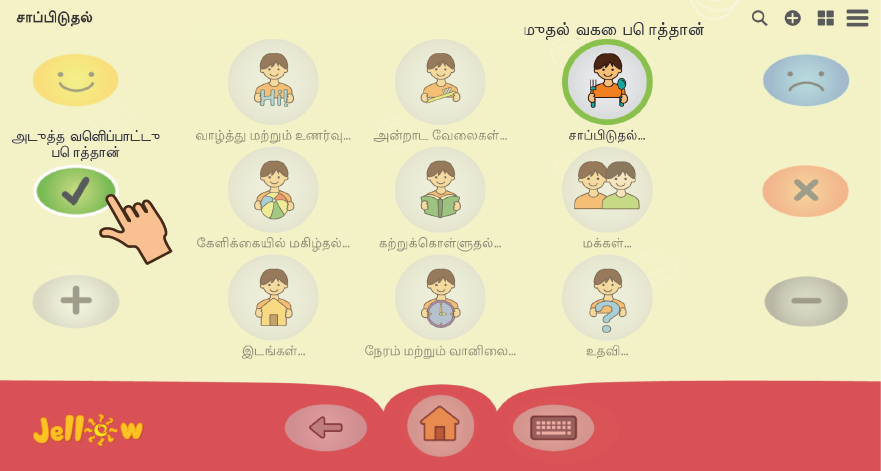 சாப்பிடுதல்
முதல் வகை பொத்தான்
அடுத்த வெளிப்பாட்டு
பொத்தான்
வாழ்த்து மற்றும் உணர்வு...
அன்றாட வேலைகள்...
சாப்பிடுதல்...
கேளிக்கையில் மகிழ்தல்...
கற்றுக்கொள்ளுதல்...
மக்கள்...
இடங்கள்...
நேரம் மற்றும் வானிலை...
உதவி...
Jellow